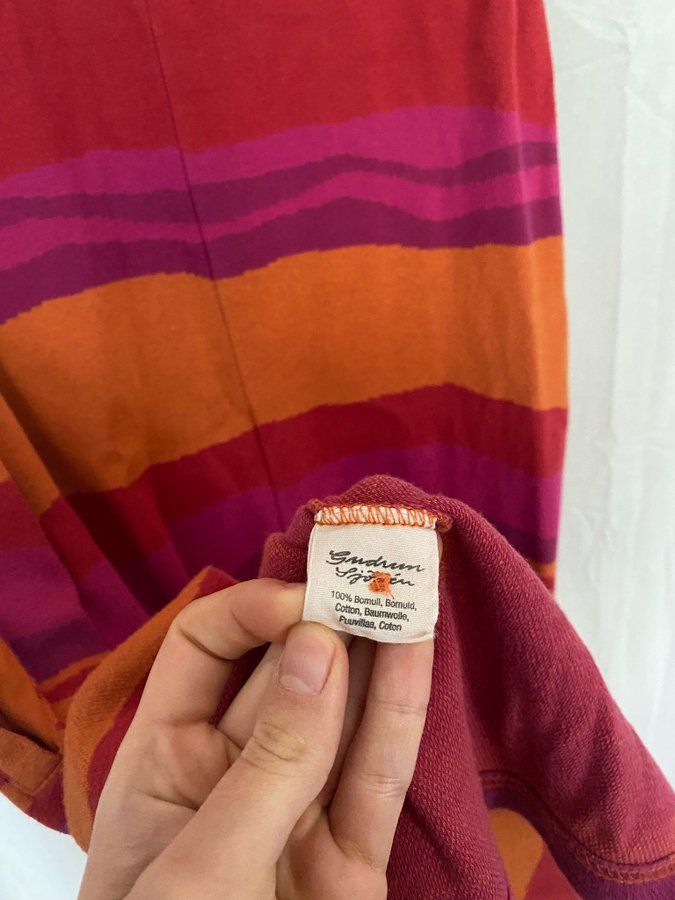 Gudrun
Sjödén
100% Bomull, Bomuld,
Cotton, Baumwolle,
Puuvillaa, Coton